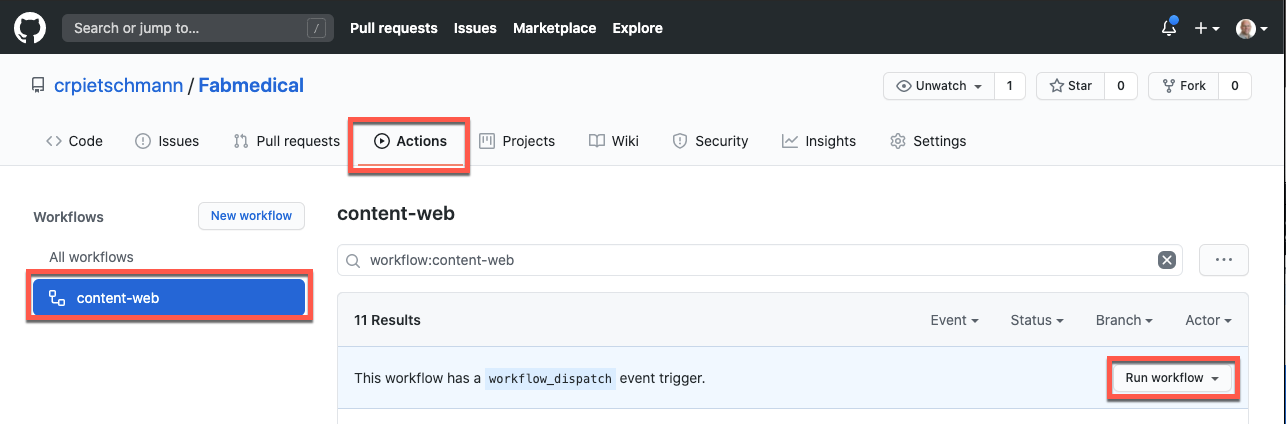 Search or jump to... /
Pull requests Issues Marketplace Explore
crpietschmann / Fabmedical
Unwatch 1 Star 0 Fork 0
Code Issues Pull requests Actions Projects Wiki Security Insights Settings
Workflows New workflow
All workflows
content-web
content-web
workflow:content-web
11 Results Event Status Branch Actor
This workflow has a workflow_dispatch event trigger. Run workflow